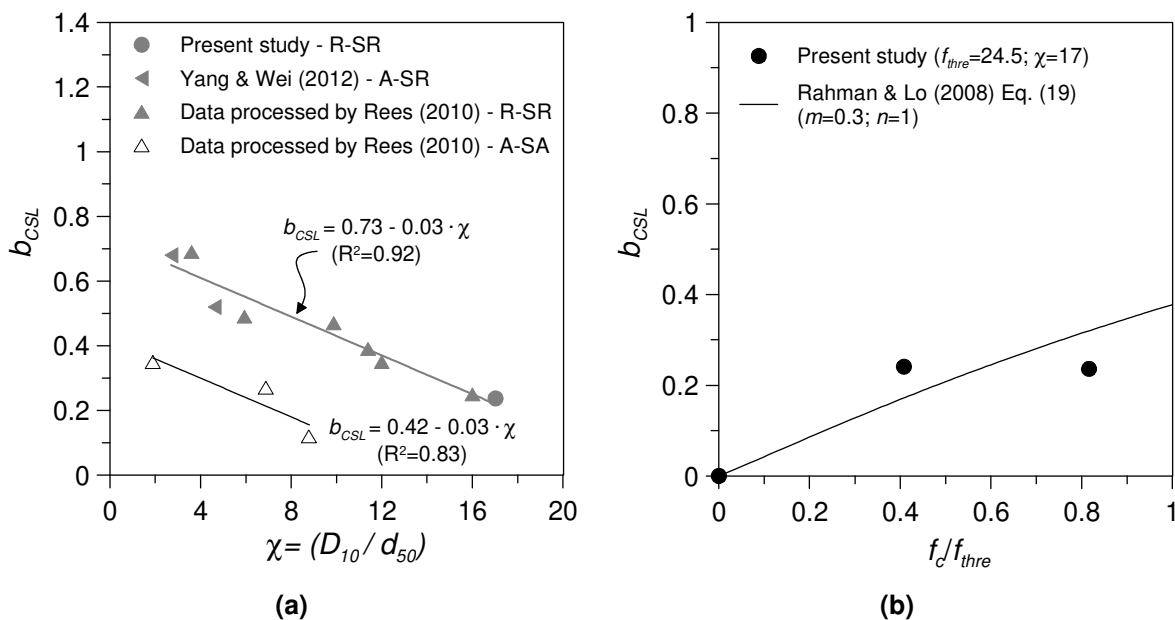 1.4
1.2
1
0.8
0.6
0.4
0.2
0
b_CSL
Present study - R-SR
Yang & Wei (2012) - A-SR
Data processed by Rees (2010) - R-SR
Data processed by Rees (2010) - A-SA
b_CSL = 0.73 - 0.03 · χ
(R²=0.92)
b_CSL = 0.42 - 0.03 · χ
(R²=0.83)
0 4 8 12 16 20
χ= (D₁₀ / d₅₀)
(a)
1
0.8
0.6
0.4
0.2
0
b_CSL
Present study (f_thre=24.5; χ=17)
Rahman & Lo (2008) Eq. (19)
(m=0.3; n=1)
0 0.2 0.4 0.6 0.8 1
f_c/f_thre
(b)